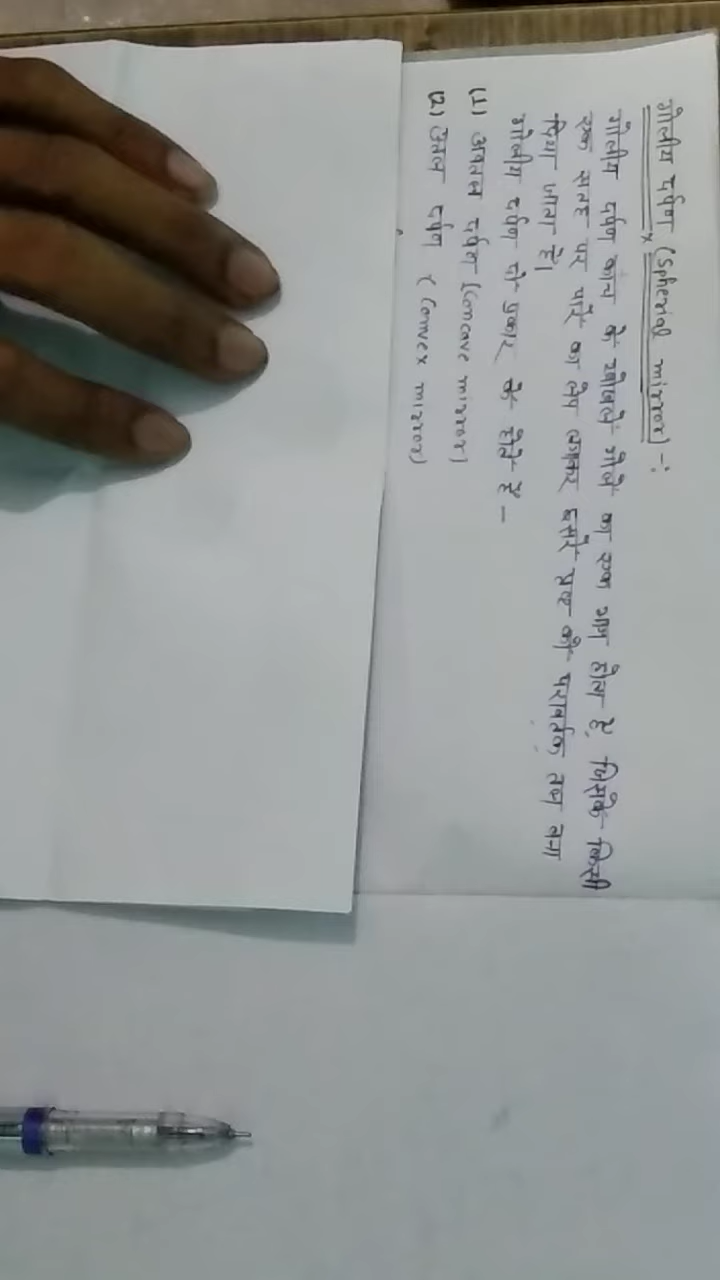 गोलीय दर्पण (Spherical mirror) -:
गोलीय दर्पण कांच के खोखले गोले का एक भाग होता है, जिसके किसी
एक सतह पर पारे का लेप लगाकर दूसरे पृष्ठ को परावर्तक तल बना
दिया जाता है।
गोलीय दर्पण दो प्रकार के होते हैं -
(1) अवतल दर्पण (Concave mirror)
(2) उत्तल दर्पण (Convex mirror)